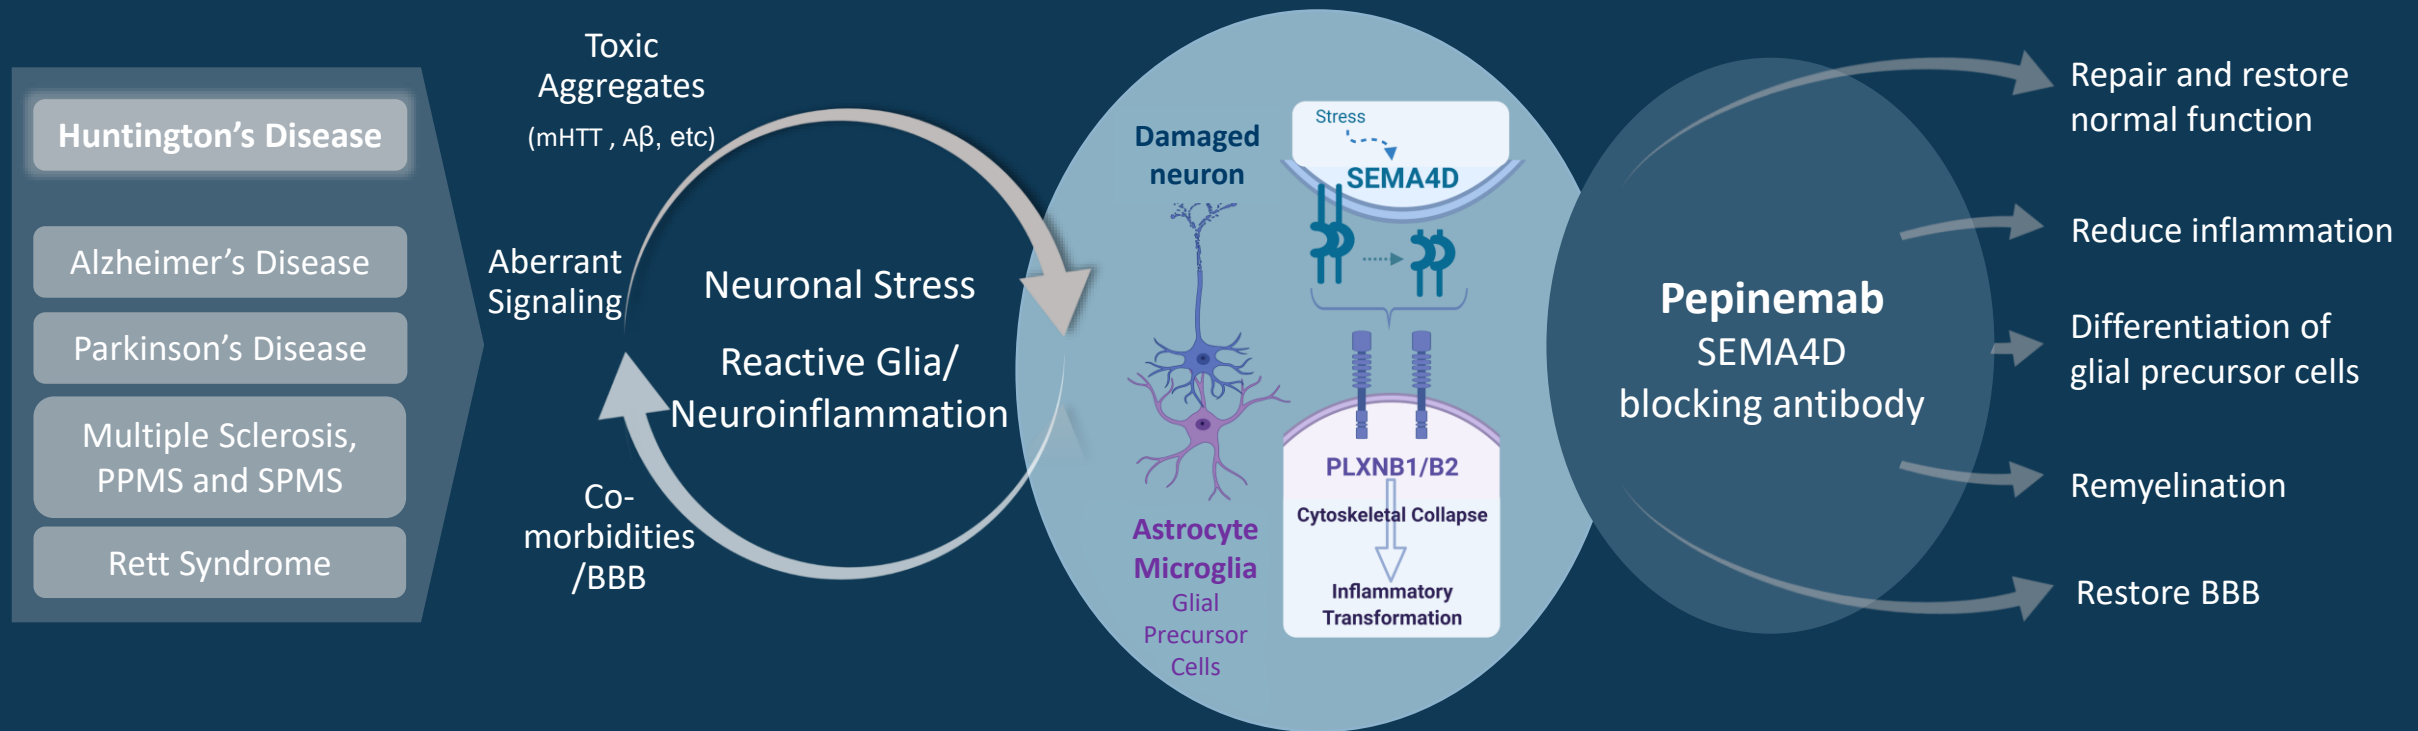 Huntington's Disease
Alzheimer's Disease
Parkinson's Disease
Multiple Sclerosis,
PPMS and SPMS
Rett Syndrome
Toxic
Aggregates
(mHTT , Aβ, etc)
Aberrant
Signaling
Co-
morbidities
/BBB
Neuronal Stress
Reactive Glia/
Neuroinflammation
Damaged
neuron
Astrocyte
Microglia
Glial
Precursor
Cells
Stress
SEMA4D
PLXNB1/B2
Cytoskeletal Collapse
Inflammatory
Transformation
Pepinemab
SEMA4D
blocking antibody
Repair and restore
normal function
Reduce inflammation
Differentiation of
glial precursor cells
Remyelination
Restore BBB